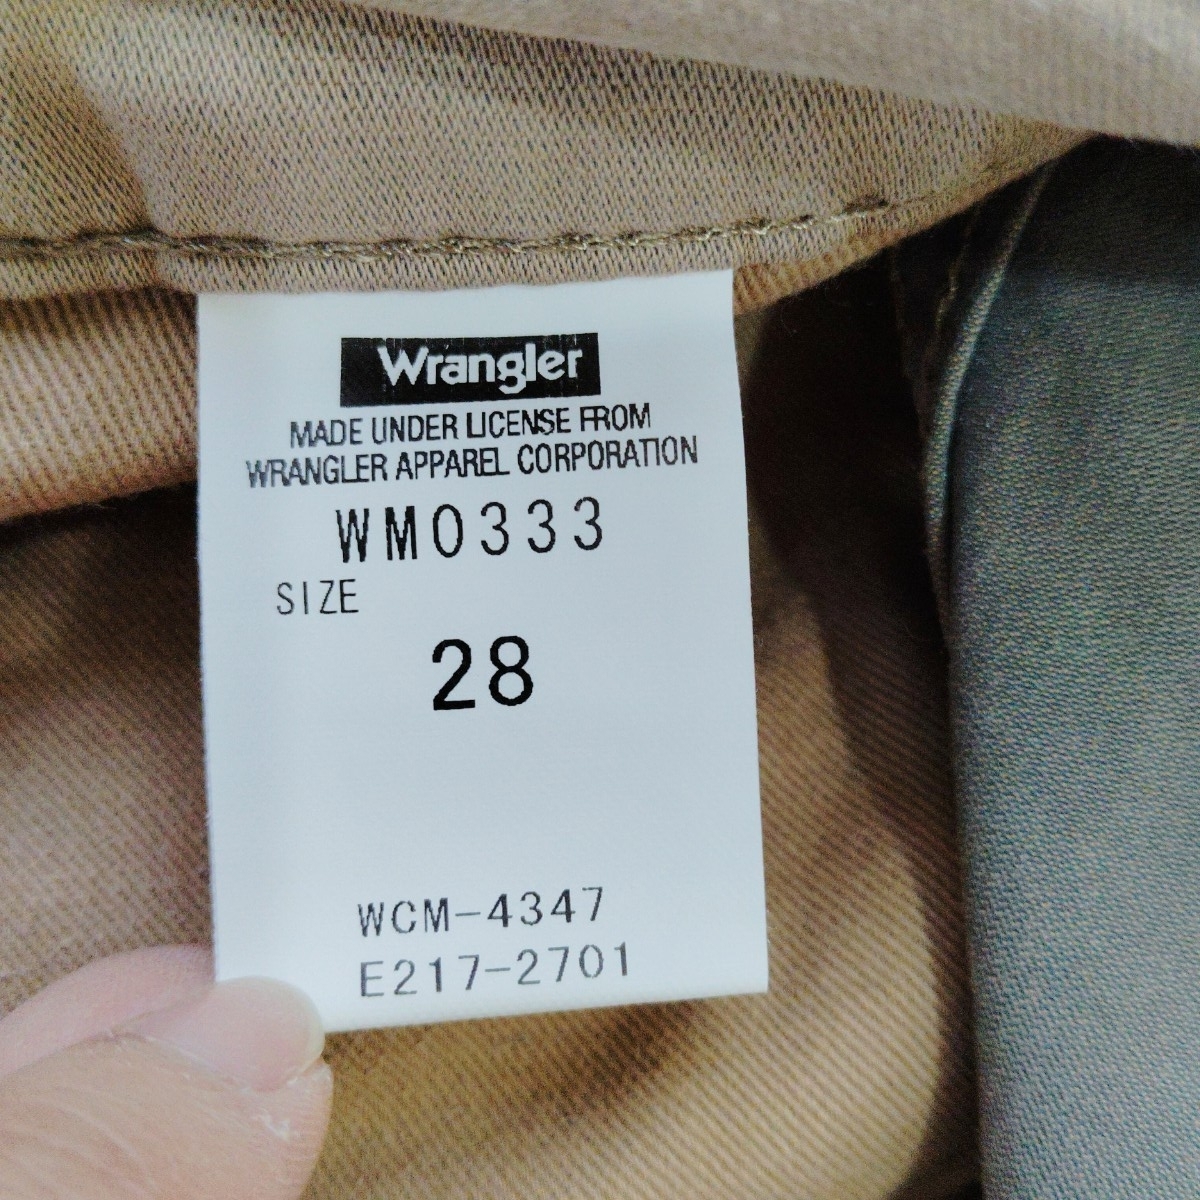 Wrangler
MADE UNDER LICENSE FROM
WRANGLER APPAREL CORPORATION
WM0333
SIZE
28
WCM-4347
E217-2701